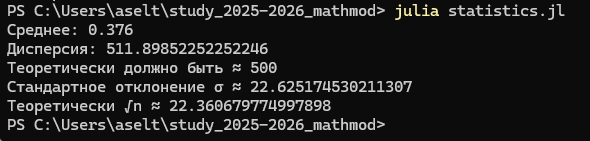 PS C:\Users\aselt\study_2025-2026_mathmod> julia statistics.jl
Среднее: 0.376
Дисперсия: 511.89852252252246
Теоретически должно быть ≈ 500
Стандартное отклонение σ ≈ 22.625174530211307
Теоретически √n ≈ 22.360679774997898
PS C:\Users\aselt\study_2025-2026_mathmod>